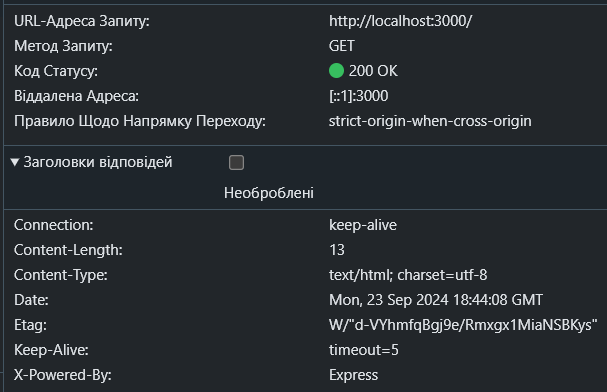 URL-Адреса Запиту: http://localhost:3000/
Метод Запиту: GET
Код Статусу: 200 OK
Віддалена Адреса: [::1]:3000
Правило Щодо Напрямку Переходу: strict-origin-when-cross-origin
Заголовки відповідей
Необроблені
Connection: keep-alive
Content-Length: 13
Content-Type: text/html; charset=utf-8
Date: Mon, 23 Sep 2024 18:44:08 GMT
Etag: W/"d-VYhmfqBgj9e/Rmxgx1MiaNSBKys"
Keep-Alive: timeout=5
X-Powered-By: Express